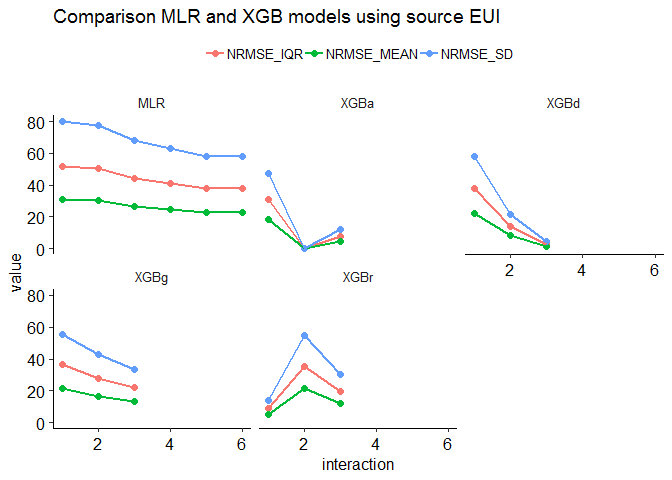 Comparison MLR and XGB models using source EUI
NRMSE_IQR NRMSE_MEAN NRMSE_SD
MLR XGBa XGBd
80
60
40
20
0
2 4 6
value
XGBg XGBr
80
60
40
20
0
2 4 6 2 4 6
interaction